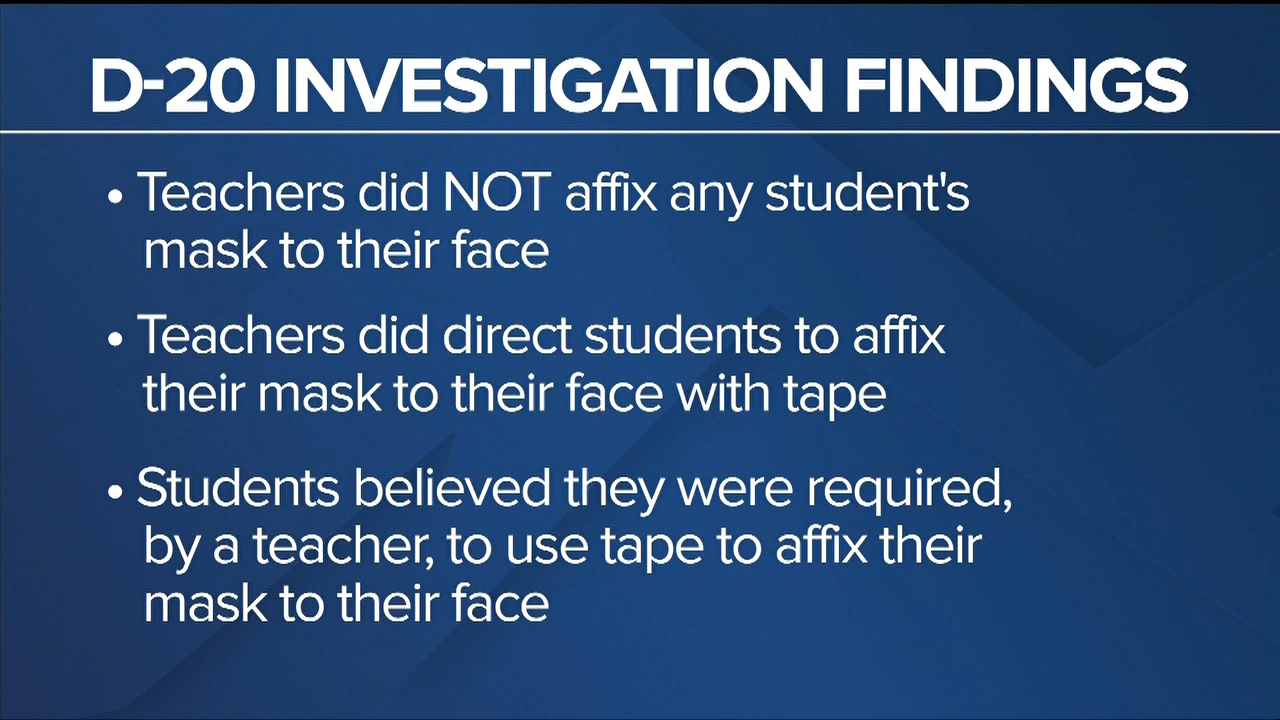 D-20 INVESTIGATION FINDINGS
• Teachers did NOT affix any student's
mask to their face
• Teachers did direct students to affix
their mask to their face with tape
• Students believed they were required,
by a teacher, to use tape to affix their
mask to their face